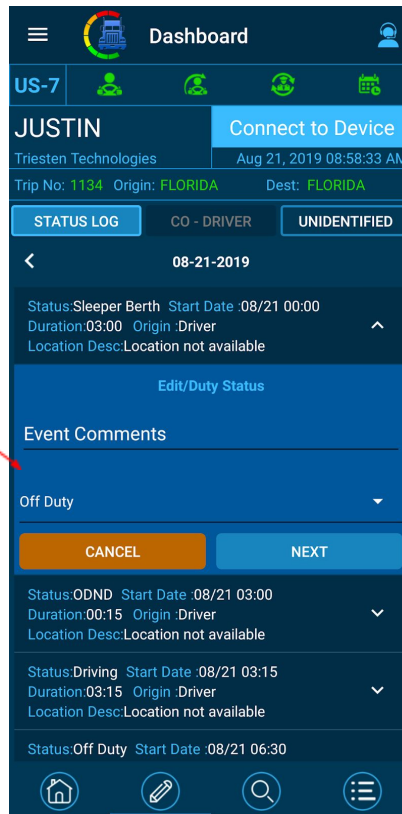 Dashboard
US-7
JUSTIN
Connect to Device
Triesten Technologies
Aug 21, 2019 08:58:33 AM
Trip No: 1134 Origin: FLORIDA Dest: FLORIDA
STATUS LOG
CO - DRIVER
UNIDENTIFIED
08-21-2019
Status:Sleeper Berth Start Date :08/21 00:00
Duration:03:00 Origin :Driver
Location Desc:Location not available
Edit/Duty Status
Event Comments
Off Duty
CANCEL
NEXT
Status:ODND Start Date :08/21 03:00
Duration:00:15 Origin :Driver
Location Desc:Location not available
Status:Driving Start Date :08/21 03:15
Duration:03:15 Origin :Driver
Location Desc:Location not available
Status:Off Duty Start Date :08/21 06:30